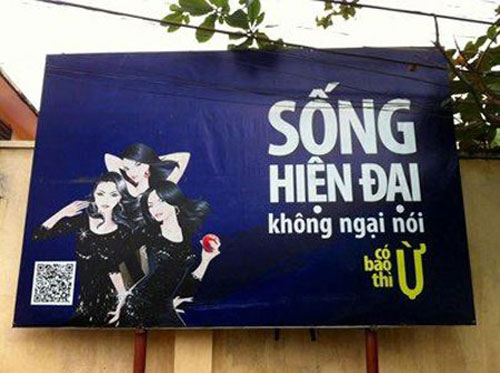 SỐNG
HIỆN ĐẠI
không ngại nói
có
bao
thì
Ừ